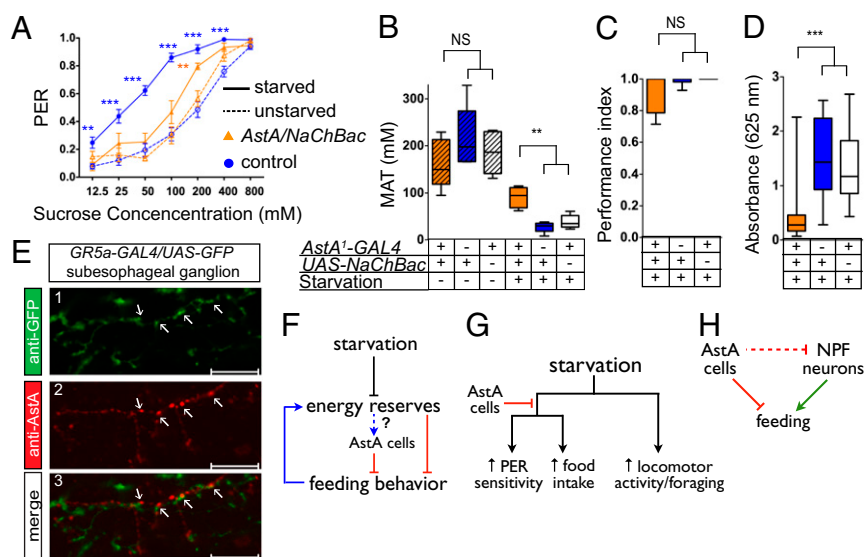 A
PER
1.0
0.8
0.6
0.4
0.2
0.0
**
***
***
***
***
***
**
starved
unstarved
AstA/NaChBac
control
12.5 25 50 100 200 400 800
Sucrose Concencentration (mM)
B
NS
**
MAT (mM)
300
200
100
0
AstA¹-GAL4 + - + + - +
UAS-NaChBac + + - + + -
Starvation - - - + + +
C
NS
Performance index
1.0
0.8
0.6
0.4
0.2
0.0
+ - +
+ + -
+ + +
D
***
Absorbance (625 nm)
3
2
1
0
+ - +
+ + -
+ + +
E
GR5a-GAL4/UAS-GFP
subesophageal ganglion
anti-GFP
1
anti-AstA
2
merge
3
F
starvation
energy reserves
?
AstA cells
feeding behavior
G
starvation
AstA
cells
↑ PER
sensitivity
↑ food
intake
↑ locomotor
activity/foraging
H
AstA
cells
NPF
neurons
feeding